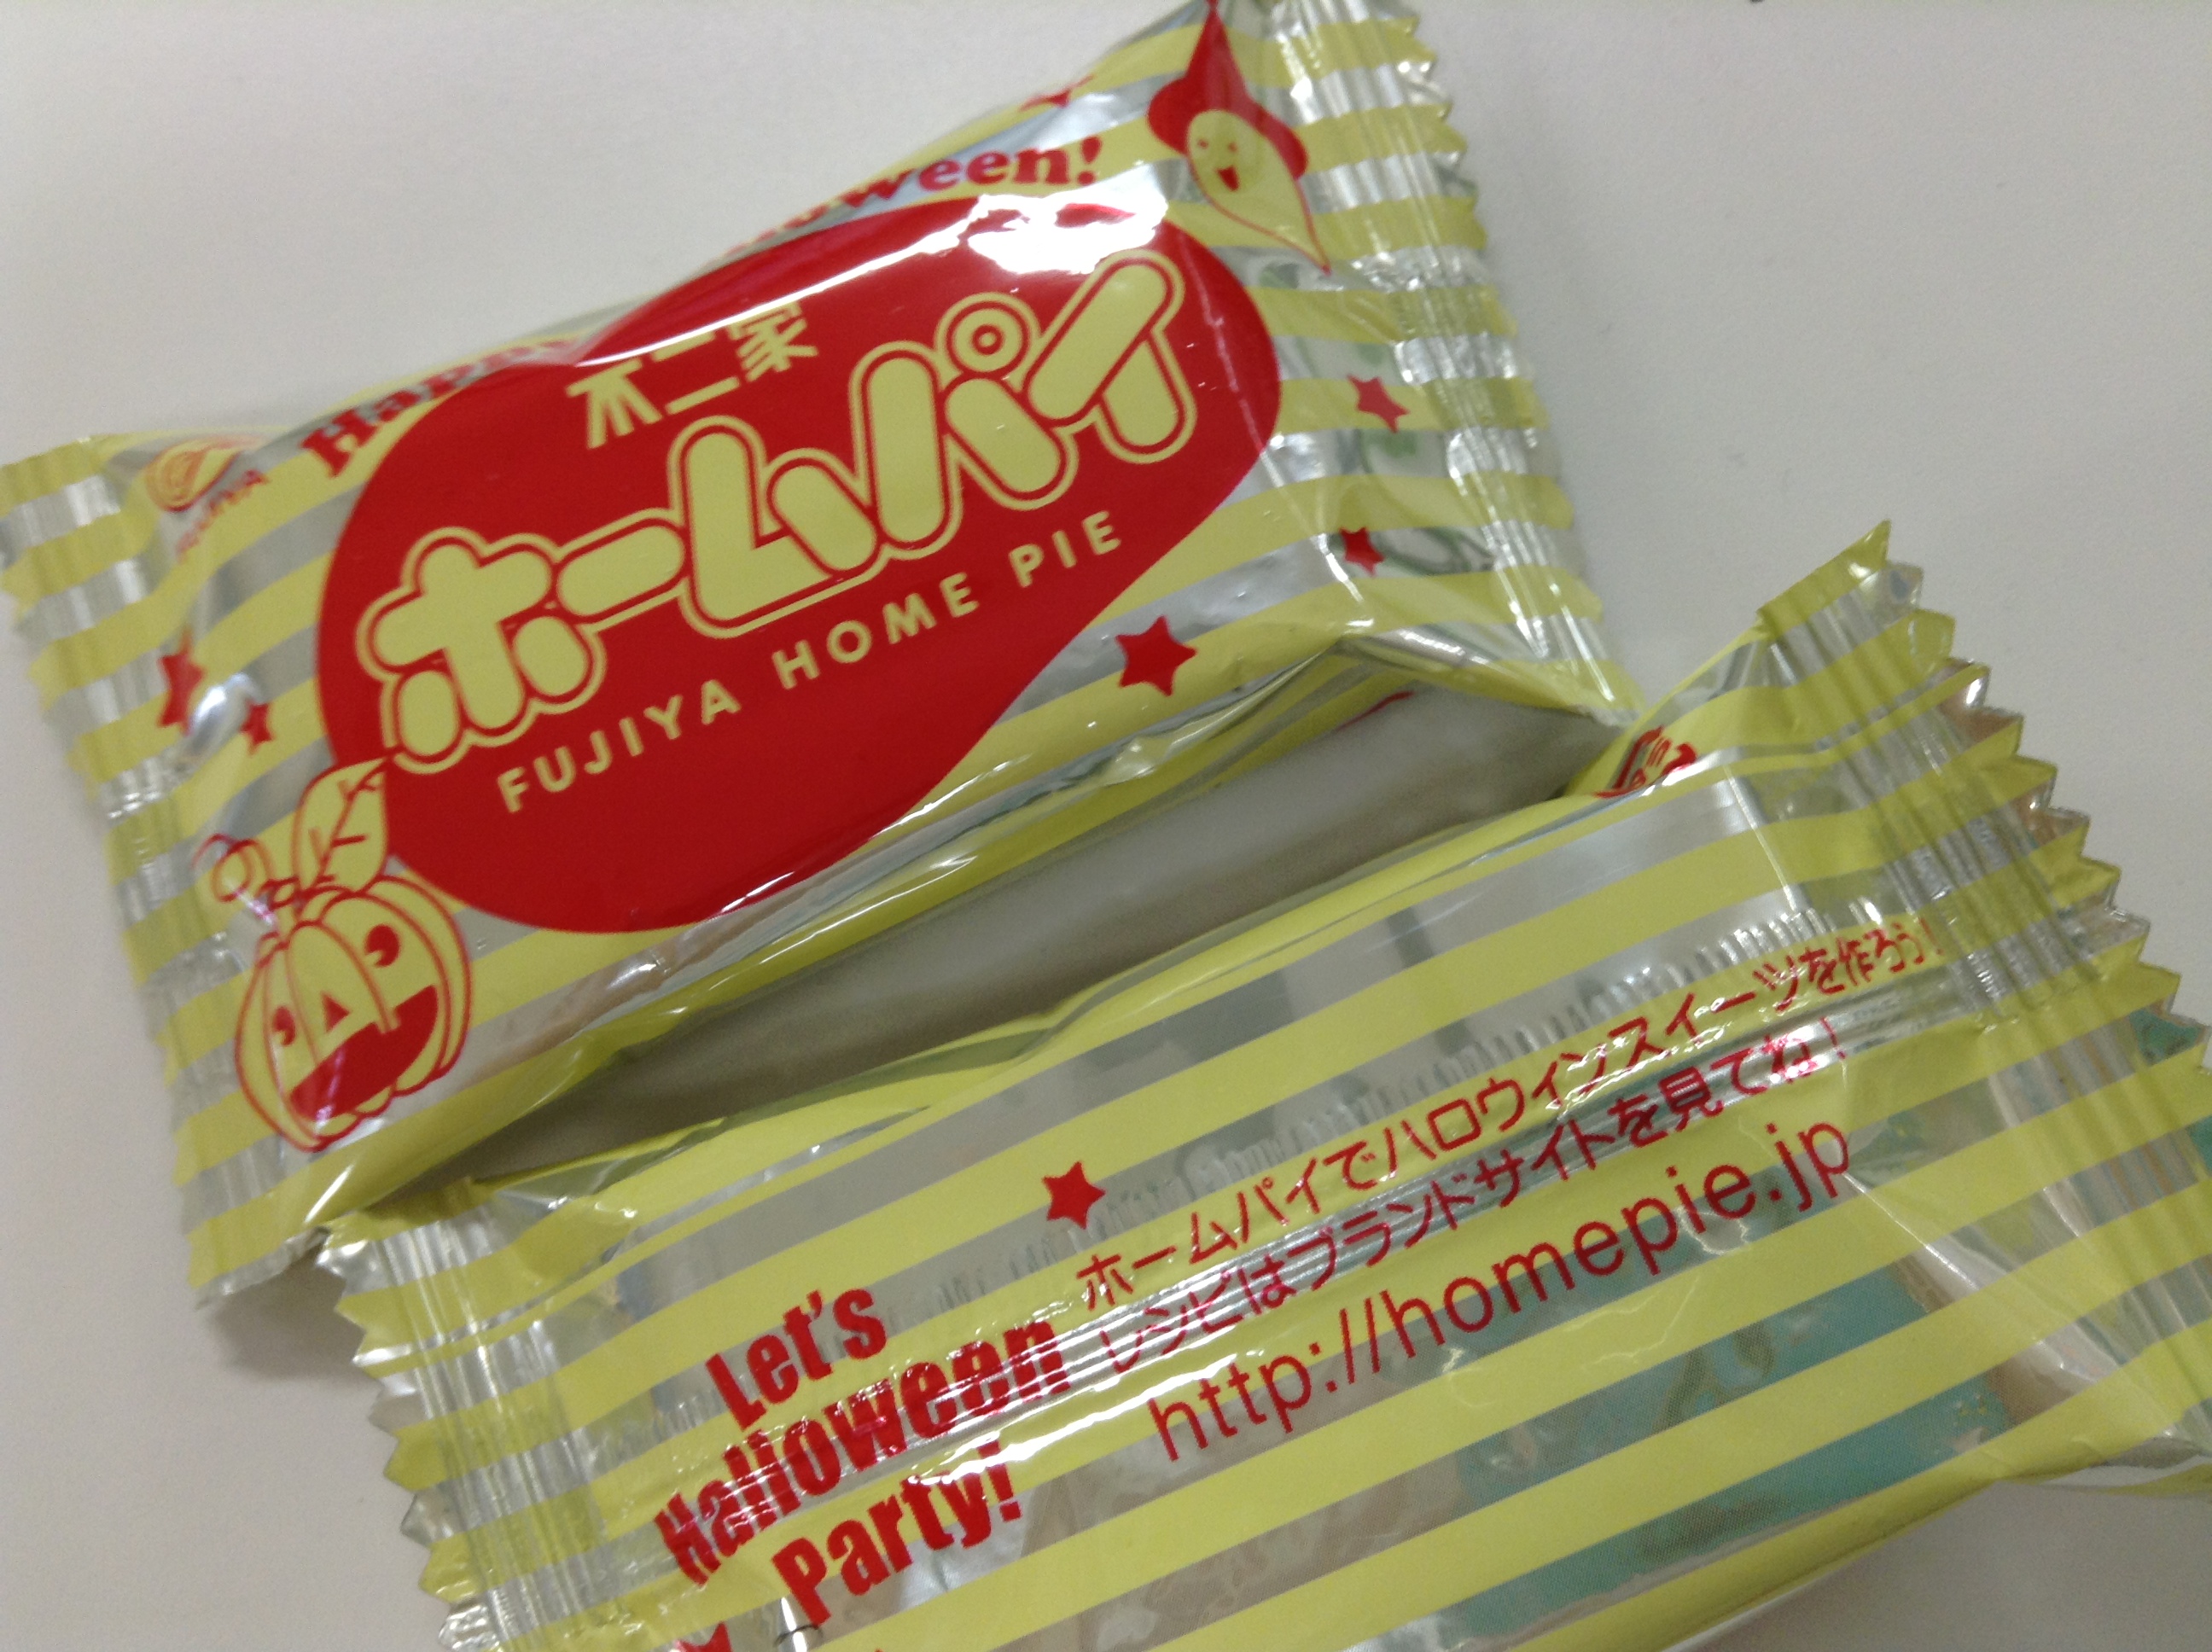 Happy Halloween!
FUJIYA
不二家
ホームパイ
FUJIYA HOME PIE
Let's
Halloween
Party!
ホームパイでハロウィンスイーツを作ろう!
レシピはブランドサイトを見てね!
http://homepie.jp